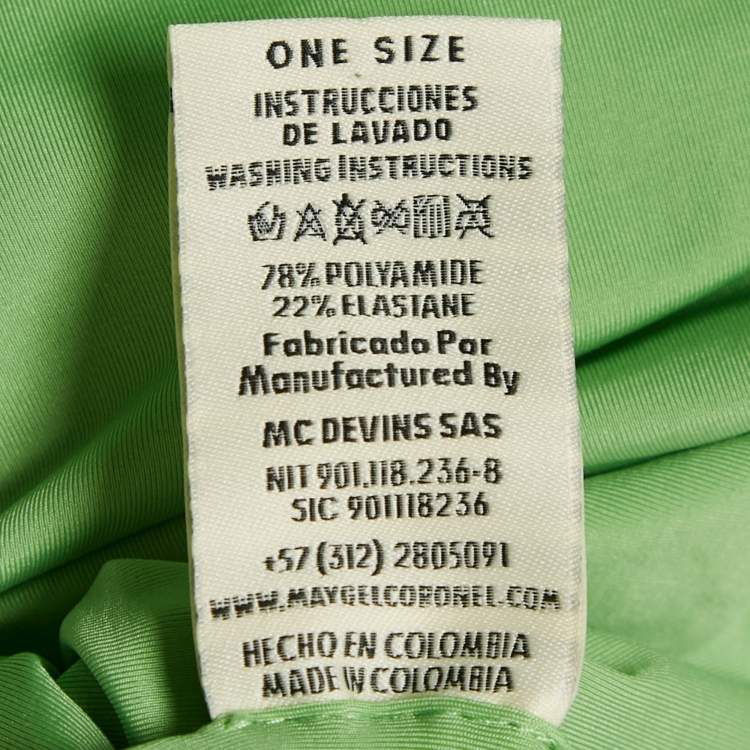 ONE SIZE
INSTRUCCIONES
DE LAVADO
WASHING INSTRUCTIONS
78% POLYAMIDE
22% ELASTANE
Fabricado Por
Manufactured By
MC DEVINS SAS
NIT 901.118.236-8
SIC 901118236
+57 (312) 2805091
WWW.MAYGELCORONEL.COM
HECHO EN COLOMBIA
MADE IN COLOMBIA